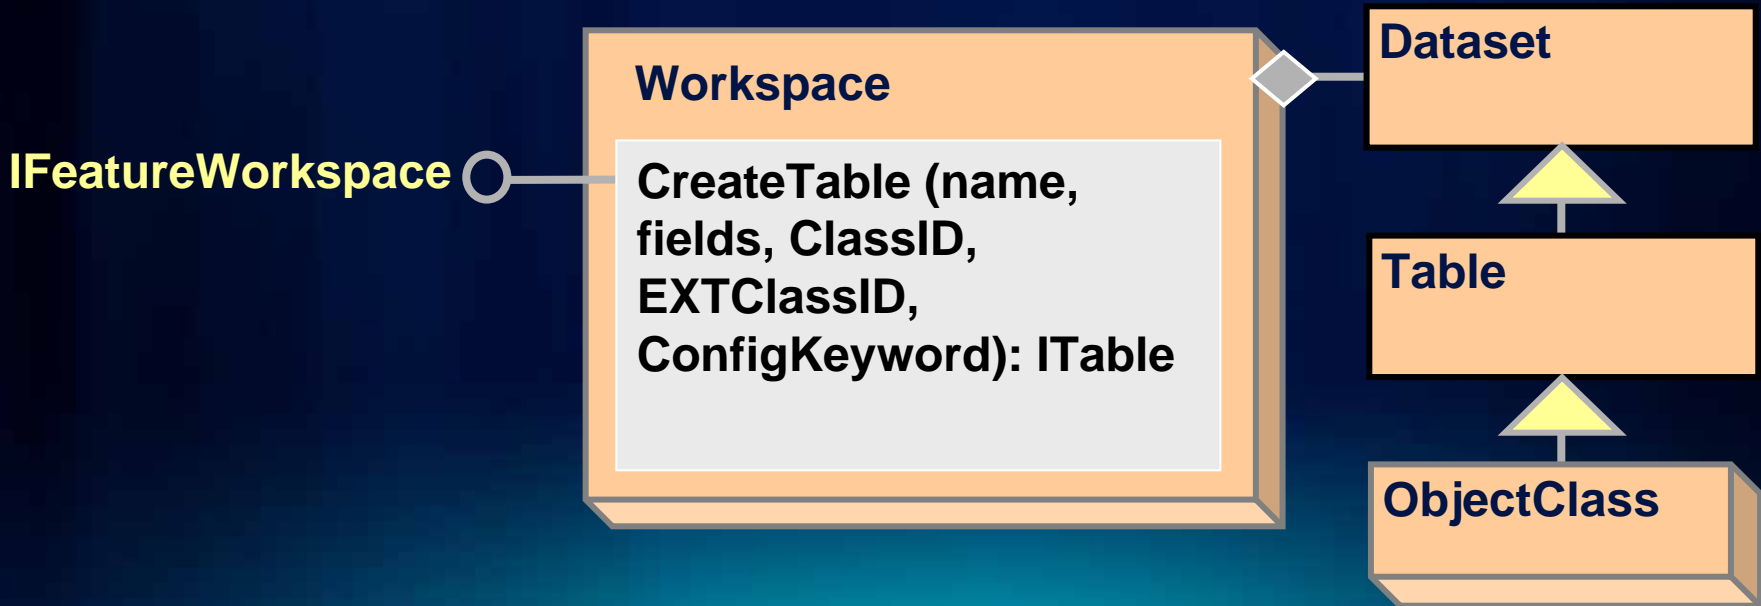 IFeatureWorkspace
Workspace
CreateTable (name,
fields, ClassID,
EXTClassID,
ConfigKeyword): ITable
Dataset
Table
ObjectClass